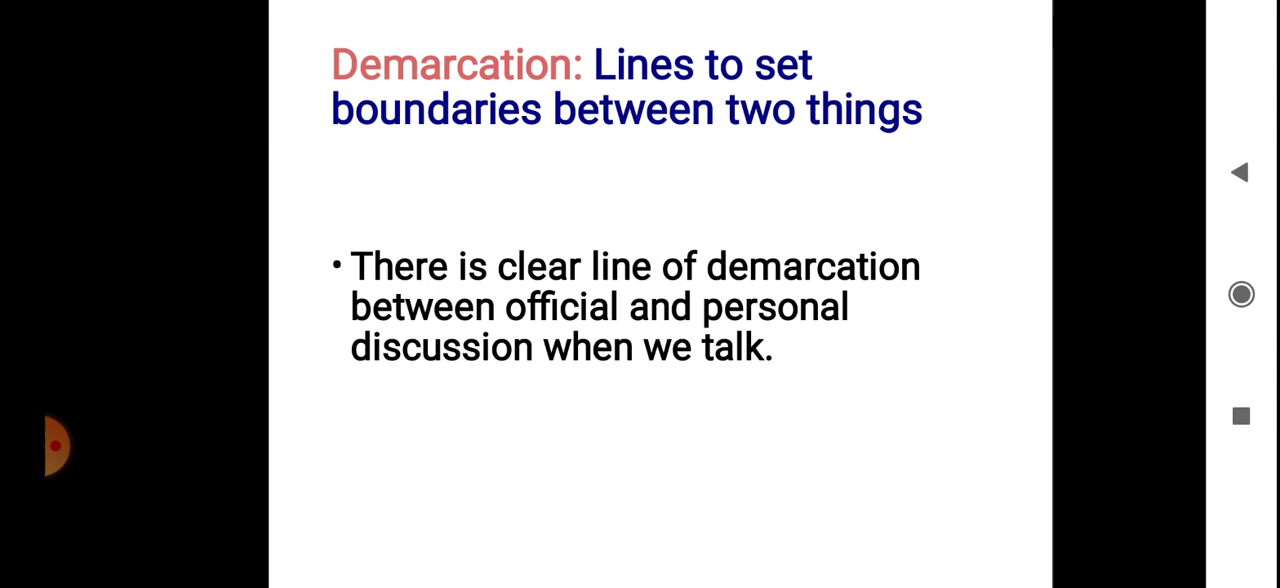 Demarcation: Lines to set
boundaries between two things
• There is clear line of demarcation
between official and personal
discussion when we talk.